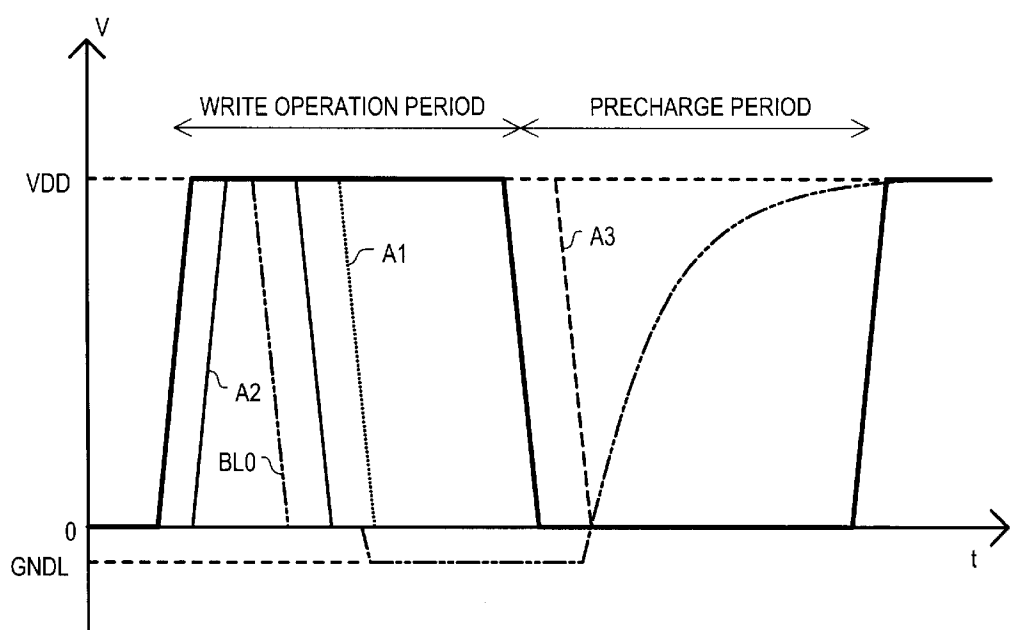 V
WRITE OPERATION PERIOD
PRECHARGE PERIOD
VDD
A1
A3
A2
BL0
0
GNDL
t